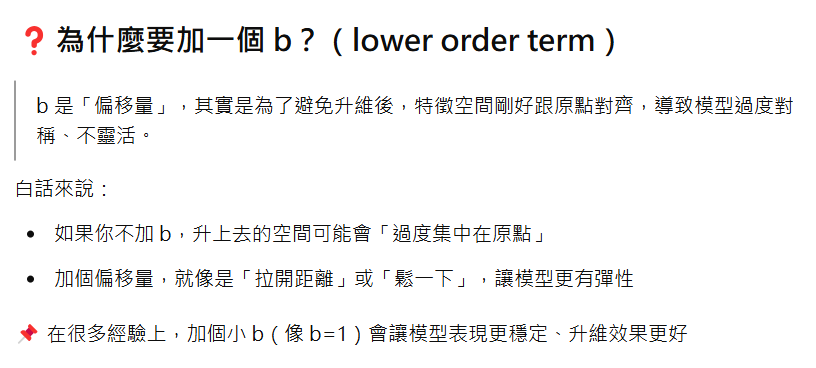 ❓ 為什麼要加一個 b？（lower order term）
b 是「偏移量」，其實是為了避免升維後，特徵空間剛好跟原點對齊，導致模型過度對
稱、不靈活。
白話來說：
• 如果你不加 b，升上去的空間可能會「過度集中在原點」
• 加個偏移量，就像是「拉開距離」或「鬆一下」，讓模型更有彈性
📌 在很多經驗上，加個小 b（像 b=1）會讓模型表現更穩定、升維效果更好